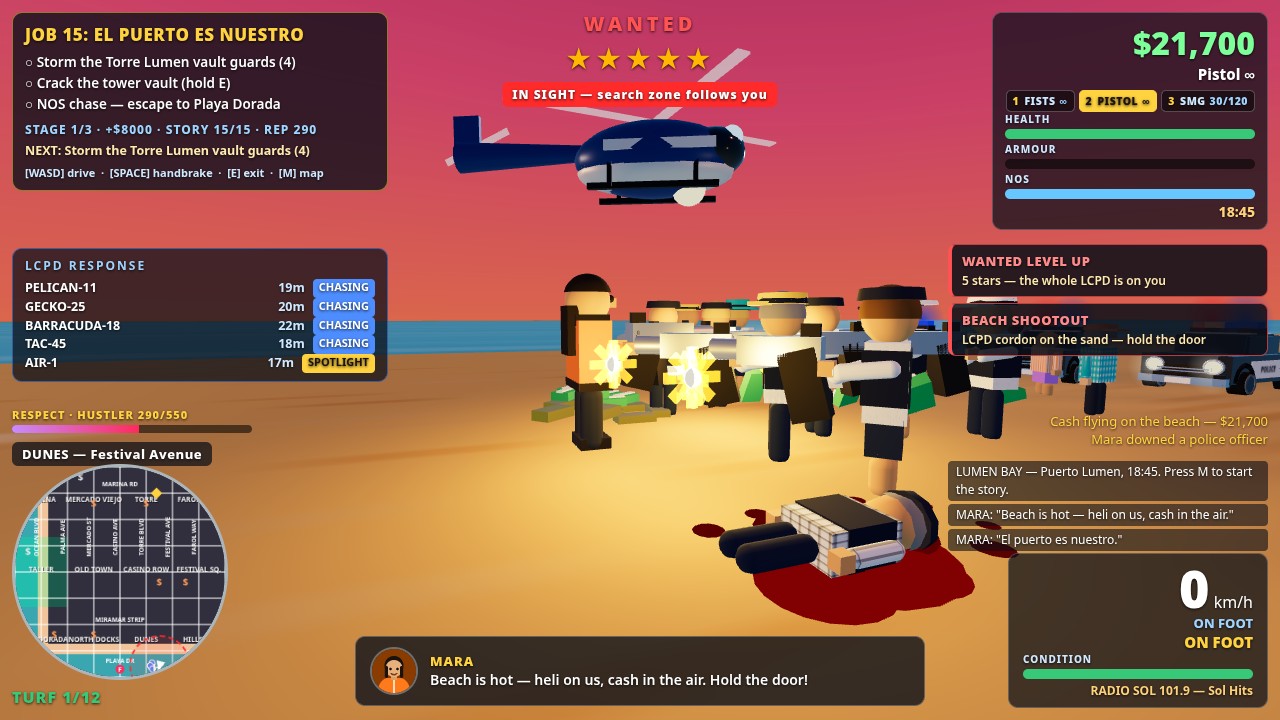 JOB 15: EL PUERTO ES NUESTRO
○ Storm the Torre Lumen vault guards (4)
○ Crack the tower vault (hold E)
○ NOS chase — escape to Playa Dorada
STAGE 1/3 · +$8000 · STORY 15/15 · REP 290
NEXT: Storm the Torre Lumen vault guards (4)
[WASD] drive · [SPACE] handbrake · [E] exit · [M] map
WANTED
★★★★★
IN SIGHT — search zone follows you
$21,700
Pistol ∞
1 FISTS ∞ 2 PISTOL ∞ 3 SMG 30/120
HEALTH
ARMOUR
NOS
18:45
LCPD RESPONSE
PELICAN-11 19m CHASING
GECKO-25 20m CHASING
BARRACUDA-18 22m CHASING
TAC-45 18m CHASING
AIR-1 17m SPOTLIGHT
WANTED LEVEL UP
5 stars — the whole LCPD is on you
BEACH SHOOTOUT
LCPD cordon on the sand — hold the door
POLICE
RESPECT · HUSTLER 290/550
DUNES — Festival Avenue
MARINA RD
MERCADO VIEJO TORRE FARO
OCEAN BLVD
PALMA AVE
MERCADO ST
CASINO AVE
TORRE BLVD
FESTIVAL AVE
FAROL WAY
OLD TOWN CASINO ROW FESTIVAL SQ
MIRAMAR STRIP
NORTH DOCKS DUNES HILLS
PLAYA DR
TURF 1/12
Cash flying on the beach — $21,700
Mara downed a police officer
LUMEN BAY — Puerto Lumen, 18:45. Press M to start
the story.
MARA: "Beach is hot — heli on us, cash in the air."
MARA: "El puerto es nuestro."
MARA
Beach is hot — heli on us, cash in the air. Hold the door!
0 km/h
ON FOOT
ON FOOT
CONDITION
RADIO SOL 101.9 — Sol Hits